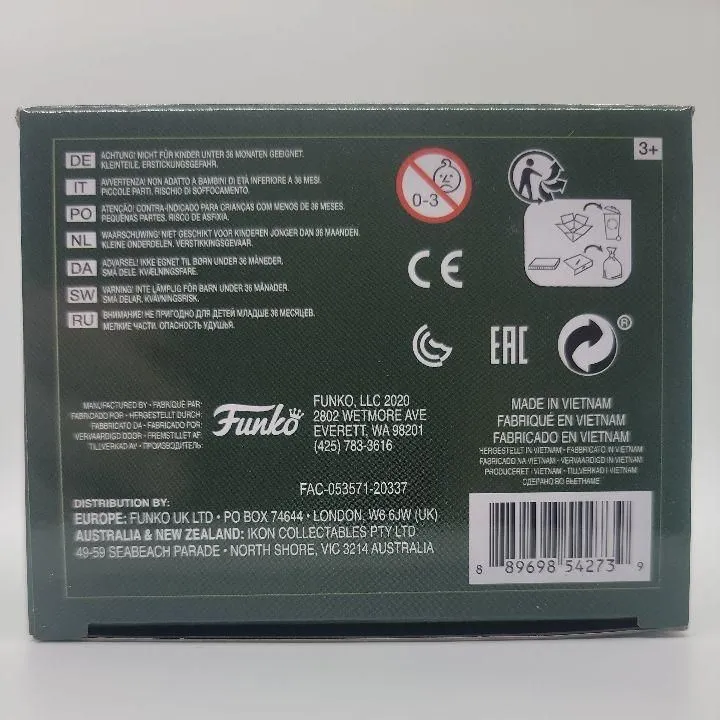 DE ACHTUNG! NICHT FÜR KINDER UNTER 36 MONATEN GEEIGNET.
KLEINTEILE. ERSTICKUNGSGEFAHR.
IT AVVERTENZA! NON ADATTO A BAMBINI DI ETÀ INFERIORE A 36 MESI.
PICCOLE PARTI. RISCHIO DI SOFFOCAMENTO.
PO ATENÇÃO! CONTRA-INDICADO PARA CRIANÇAS COM MENOS DE 36 MESES.
PEQUENAS PARTES. RISCO DE ASFIXIA.
NL WAARSCHUWING! NIET GESCHIKT VOOR KINDEREN JONGER DAN 36 MAANDEN.
KLEINE ONDERDELEN. VERSTIKKINGSGEVAAR.
DA ADVARSEL! IKKE EGNET TIL BØRN UNDER 36 MÅNEDER.
SMÅ DELE. KVÆLNINGSFARE.
SW VARNING! INTE LÄMPLIG FÖR BARN UNDER 36 MÅNADER.
SMÅ DELAR. KVÄVNINGSRISK.
RU ВНИМАНИЕ! НЕ ПРИГОДНО ДЛЯ ДЕТЕЙ МЛАДШЕ 36 МЕСЯЦЕВ.
МЕЛКИЕ ЧАСТИ. ОПАСНОСТЬ УДУШЬЯ.
0-3
3+
CE
EAC
®
MANUFACTURED BY • FABRIQUÉ PAR:
FABRICADO POR • HERGESTELLT DURCH:
FABBRICATO DA • FABRICADO POR:
VERVAARDIGD DOOR • FREMSTILLET AF:
TILLVERKAD AV • ПРОИЗВОДИТЕЛЬ:
Funko
FUNKO, LLC 2020
2802 WETMORE AVE
EVERETT, WA 98201
(425) 783-3616
FAC-053571-20337
DISTRIBUTION BY:
EUROPE: FUNKO UK LTD • PO BOX 74644 • LONDON, W6 6JW (UK)
AUSTRALIA & NEW ZEALAND: IKON COLLECTABLES PTY LTD
49-59 SEABEACH PARADE • NORTH SHORE, VIC 3214 AUSTRALIA
MADE IN VIETNAM
FABRIQUÉ EN VIETNAM
FABRICADO EN VIETNAM
HERGESTELLT IN VIETNAM • FABBRICATO IN VIETNAM
FABRICADO NA VIETNAM • VERVAARDIGD IN VIETNAM
PRODUCERET I VIETNAM • TILLVERKAD I VIETNAM
СДЕЛАНО ВО ВЬЕТНАМЕ
8 89698 54273 9